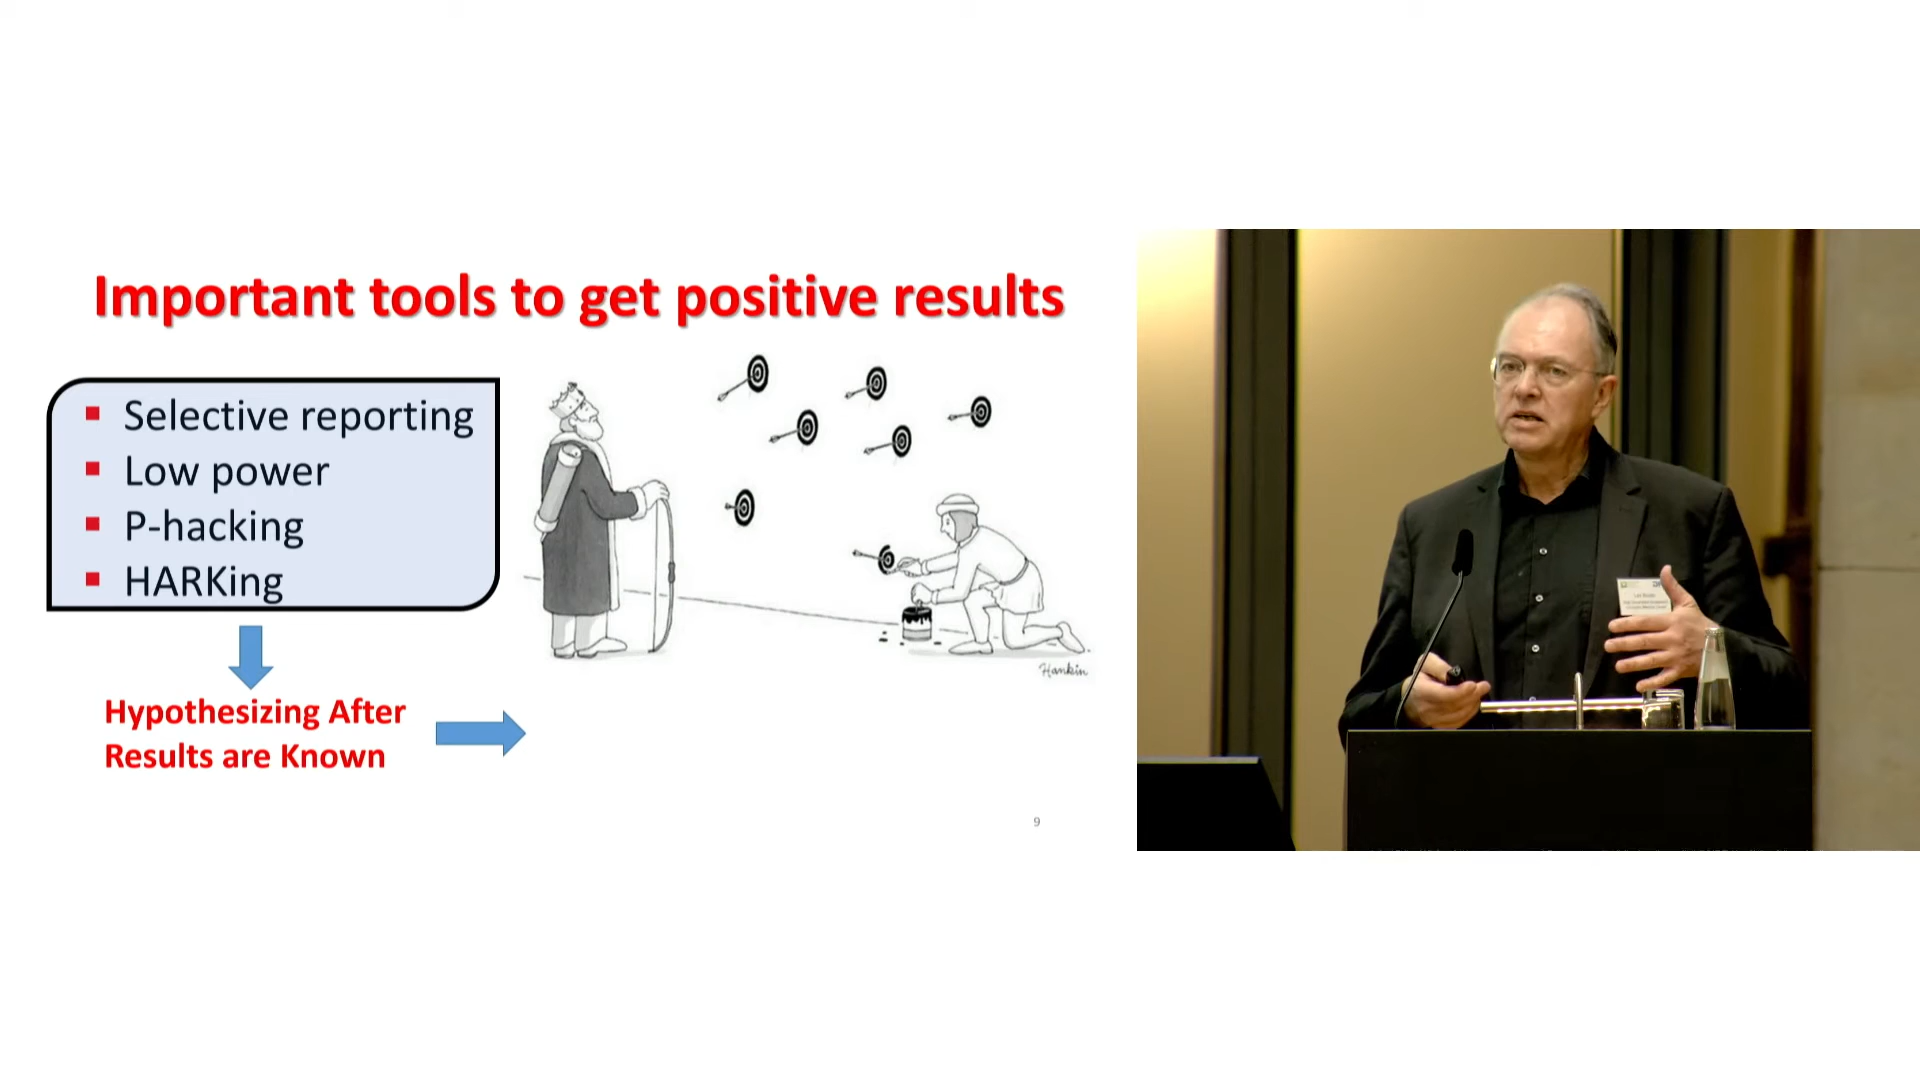 Important tools to get positive results
Selective reporting
Low power
P-hacking
HARKing
Hypothesizing After
Results are Known
Hankin
9